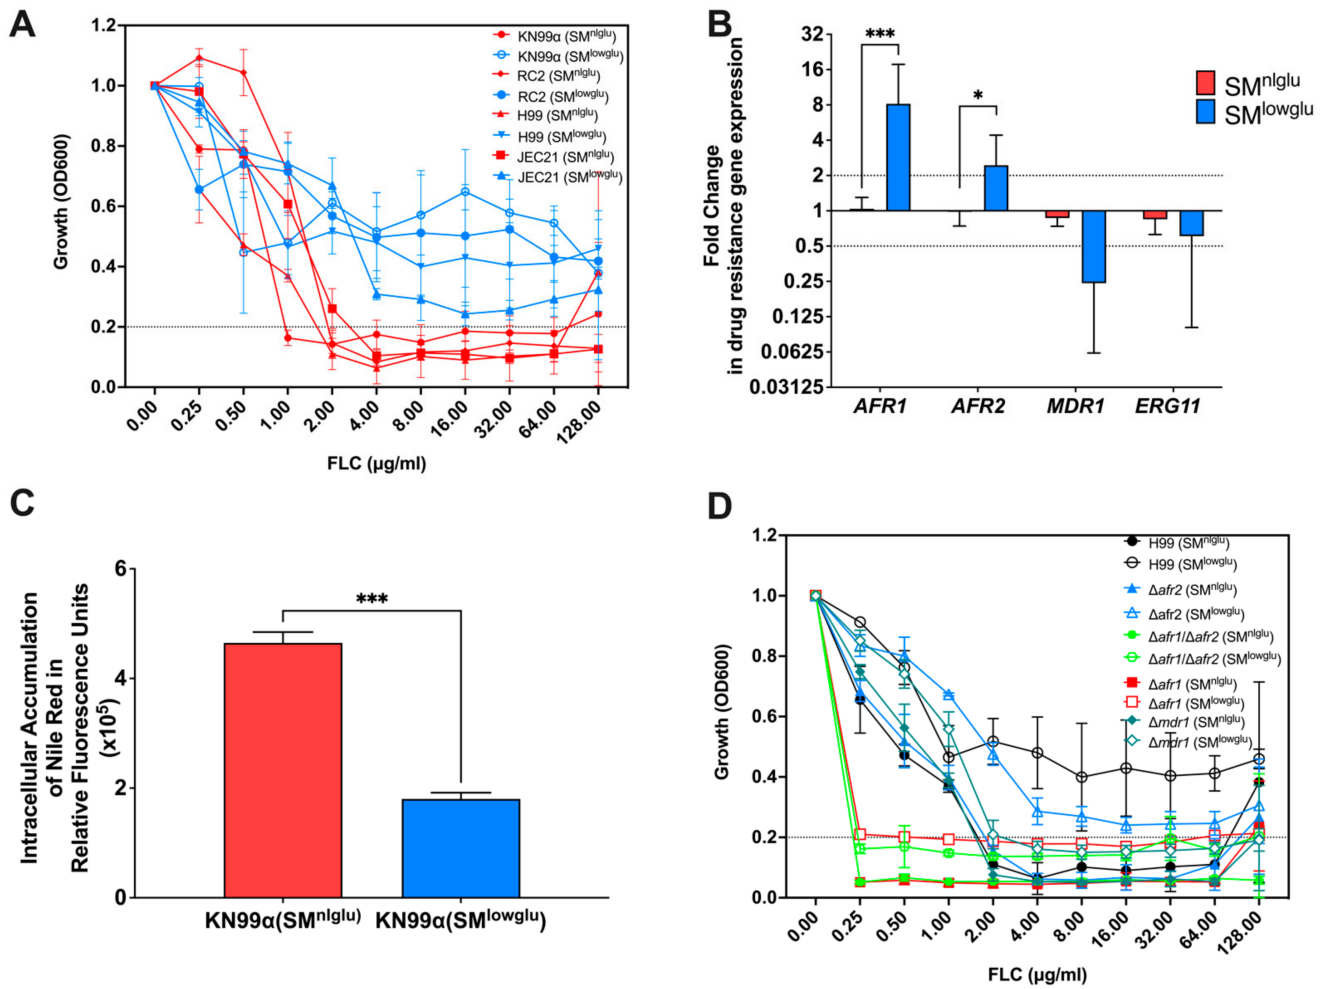 A
Growth (OD600)
1.2
1.0
0.8
0.6
0.4
0.2
0.0
KN99α (SMnlglu)
KN99α (SMlowglu)
RC2 (SMnlglu)
RC2 (SMlowglu)
H99 (SMnlglu)
H99 (SMlowglu)
JEC21 (SMnlglu)
JEC21 (SMlowglu)
0.00
0.25
0.50
1.00
2.00
4.00
8.00
16.00
32.00
64.00
128.00
FLC (µg/ml)
B
Fold Change
in drug resistance gene expression
32
16
8
4
2
1
0.5
0.25
0.125
0.0625
0.03125
***
*
SMnlglu
SMlowglu
AFR1
AFR2
MDR1
ERG11
C
Intracellular Accumulation
of Nile Red in
Relative Fluorescence Units
(x10⁵)
6
4
2
0
***
KN99α(SMnlglu)
KN99α(SMlowglu)
D
Growth (OD600)
1.2
1.0
0.8
0.6
0.4
0.2
0.0
H99 (SMnlglu)
H99 (SMlowglu)
Δafr2 (SMnlglu)
Δafr2 (SMlowglu)
Δafr1/Δafr2 (SMnlglu)
Δafr1/Δafr2 (SMlowglu)
Δafr1 (SMnlglu)
Δafr1 (SMlowglu)
Δmdr1 (SMnlglu)
Δmdr1 (SMlowglu)
0.00
0.25
0.50
1.00
2.00
4.00
8.00
16.00
32.00
64.00
128.00
FLC (µg/ml)